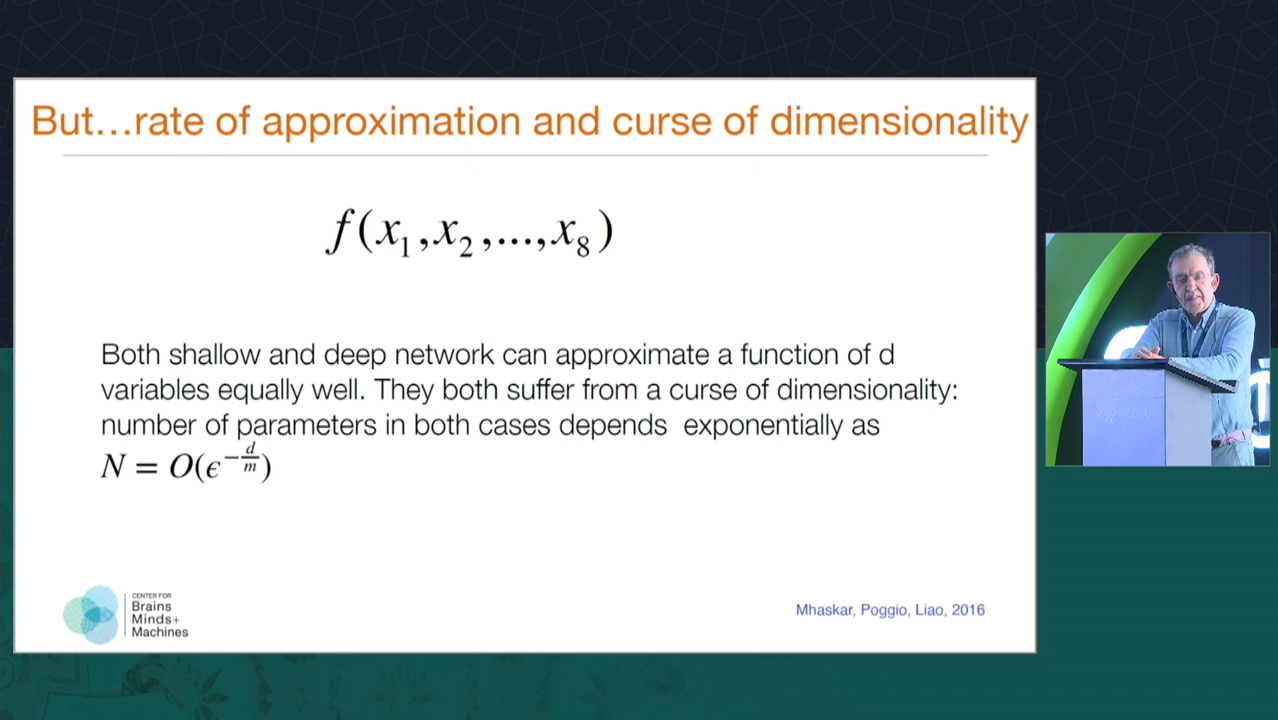 But...rate of approximation and curse of dimensionality
f(x₁,x₂,...,x₈)
Both shallow and deep network can approximate a function of d
variables equally well. They both suffer from a curse of dimensionality:
number of parameters in both cases depends exponentially as
N = O(ϵ^{-d/m})
CENTER FOR
Brains
Minds+
Machines
Mhaskar, Poggio, Liao, 2016